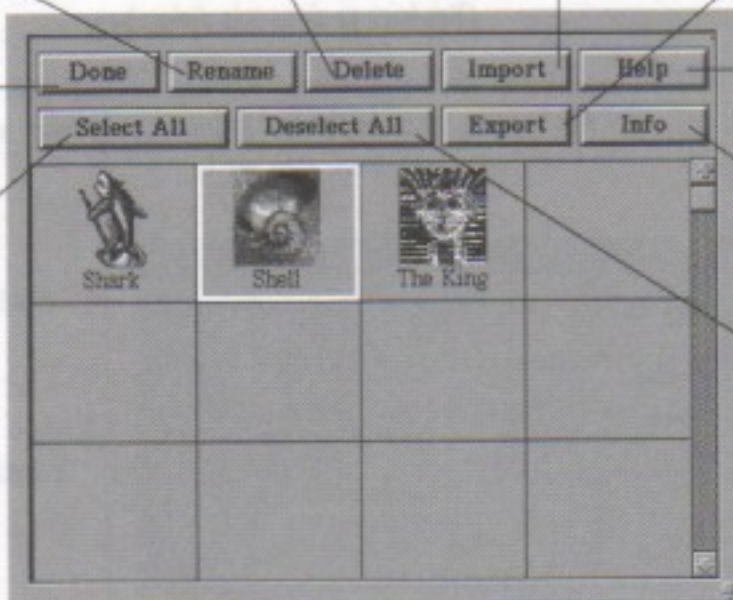 Done Rename Delete Import Help
Select All Deselect All Export Info
Shark Shell The King